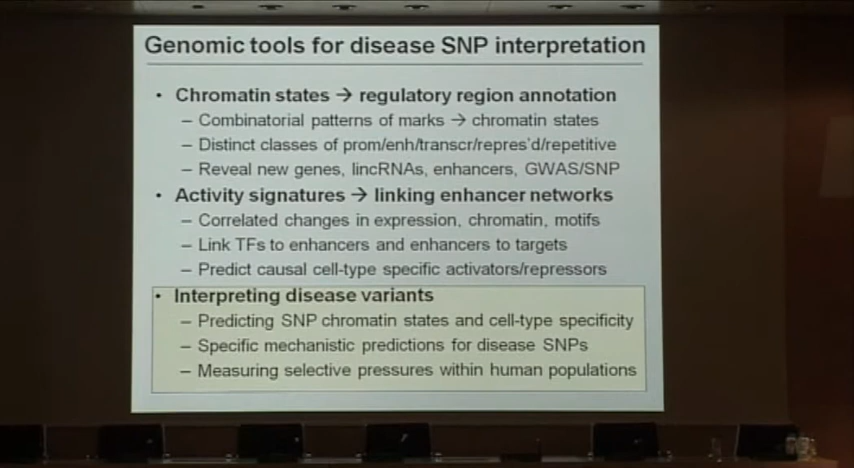 Genomic tools for disease SNP interpretation
• Chromatin states → regulatory region annotation
– Combinatorial patterns of marks → chromatin states
– Distinct classes of prom/enh/transcr/repres'd/repetitive
– Reveal new genes, lincRNAs, enhancers, GWAS/SNP
• Activity signatures → linking enhancer networks
– Correlated changes in expression, chromatin, motifs
– Link TFs to enhancers and enhancers to targets
– Predict causal cell-type specific activators/repressors
• Interpreting disease variants
– Predicting SNP chromatin states and cell-type specificity
– Specific mechanistic predictions for disease SNPs
– Measuring selective pressures within human populations